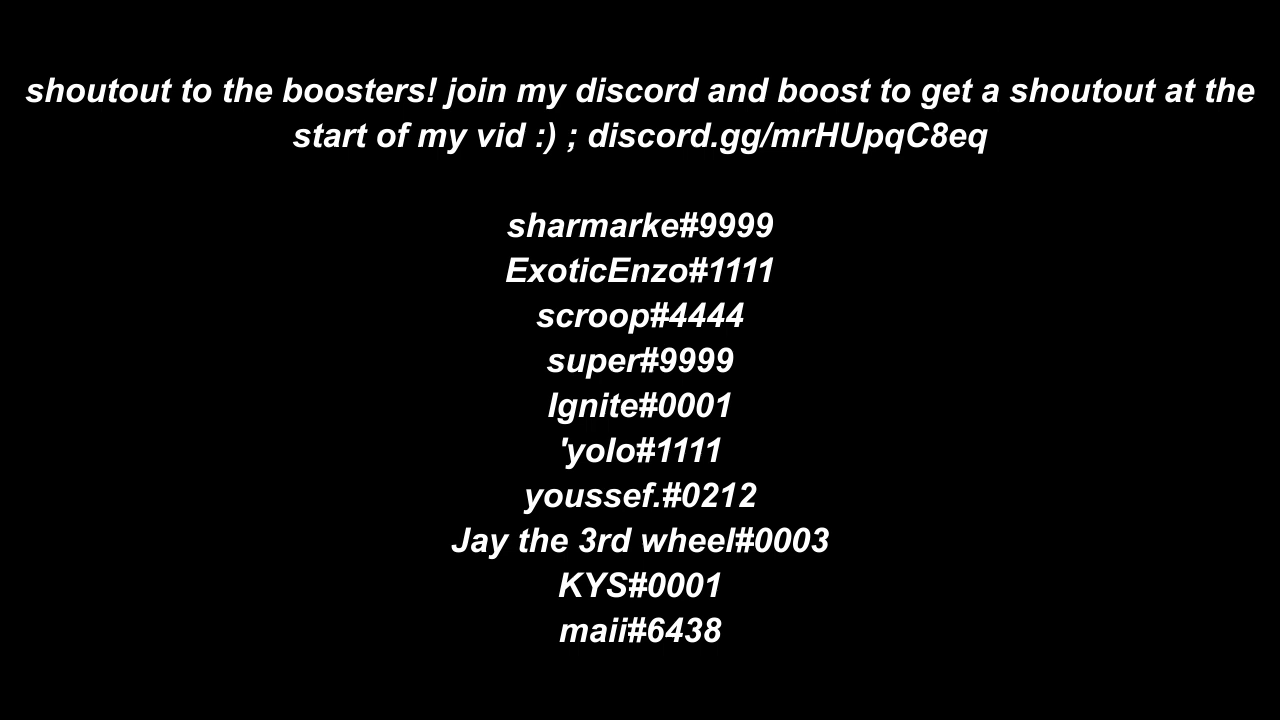 shoutout to the boosters! join my discord and boost to get a shoutout at the
start of my vid :) ; discord.gg/mrHUpqC8eq
sharmarke#9999
ExoticEnzo#1111
scroop#4444
super#9999
Ignite#0001
'yolo#1111
youssef.#0212
Jay the 3rd wheel#0003
KYS#0001
maii#6438